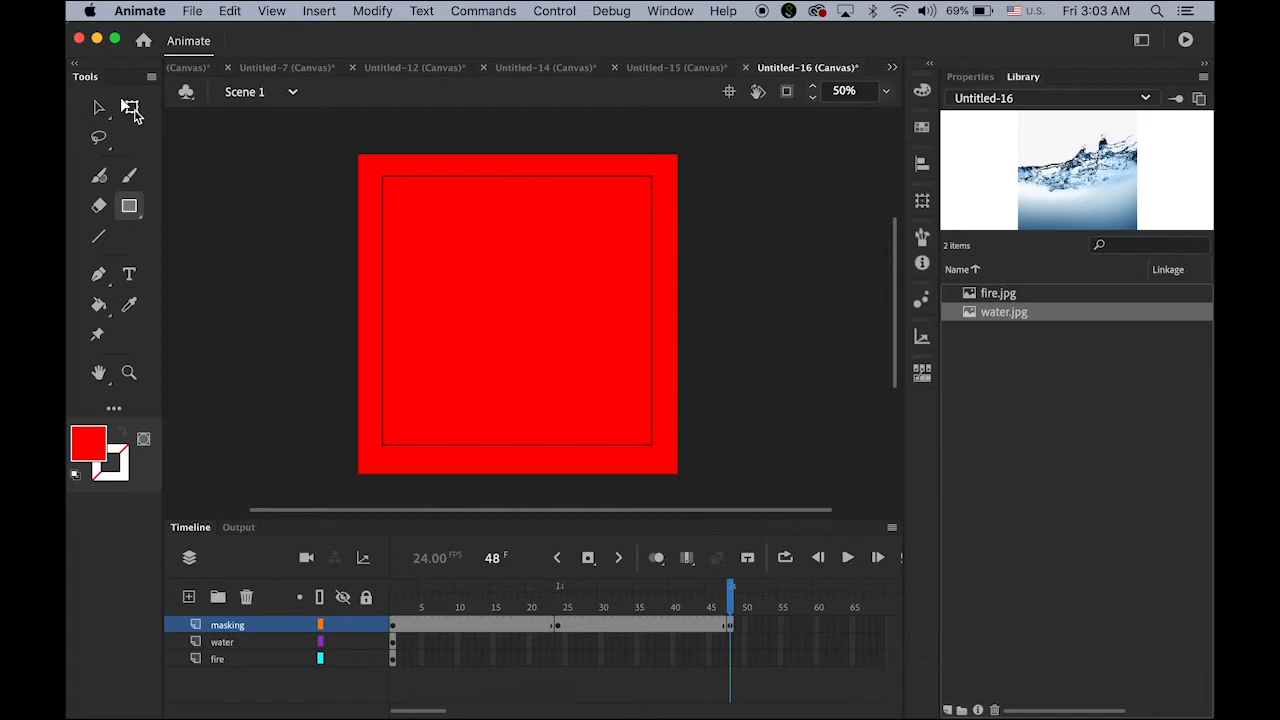 Animate File Edit View Insert Modify Text Commands Control Debug Window Help 69% U.S. Fri 3:03 AM
Animate
Tools
(Canvas)* × Untitled-7 (Canvas)* × Untitled-12 (Canvas)* × Untitled-14 (Canvas)* × Untitled-15 (Canvas)* × Untitled-16 (Canvas)*
Properties Library
Scene 1 50%
Untitled-16
2 items
Name Linkage
fire.jpg
water.jpg
Timeline Output
24.00 FPS 48 F
1s 2s
5 10 15 20 25 30 35 40 45 50 55 60 65
masking
water
fire